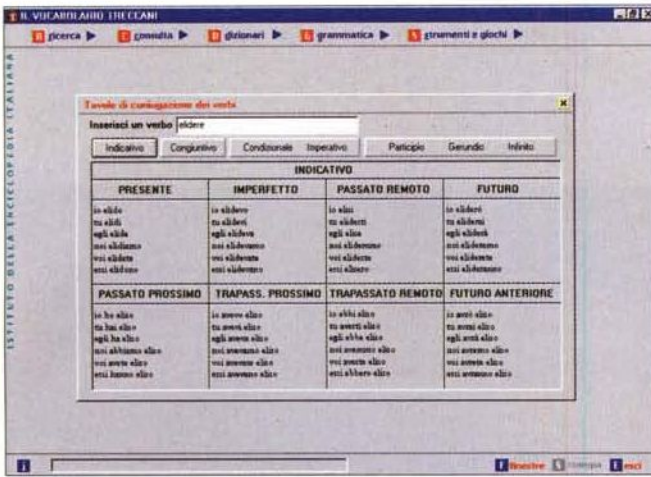 IL VOCABOLARIO TRECCANI
R ricerca
C consulta
D dizionari
G grammatica
S strumenti e giochi
ISTITUTO DELLA ENCICLOPEDIA ITALIANA
Tavole di coniugazione dei verbi
Inserisci un verbo elidere
Indicativo Congiuntivo Condizionale Imperativo Participio Gerundio Infinito
INDICATIVO
PRESENTE
io elido
tu elidi
egli elide
noi elidiamo
voi elidete
essi elidono
IMPERFETTO
io elidevo
tu elidevi
egli elideva
noi elidevamo
voi elidevate
essi elidevano
PASSATO REMOTO
io elisi
tu elidesti
egli elise
noi elidemmo
voi elideste
essi elisero
FUTURO
io eliderò
tu eliderai
egli eliderà
noi elideremo
voi eliderete
essi elideranno
PASSATO PROSSIMO
io ho eliso
tu hai eliso
egli ha eliso
noi abbiamo eliso
voi avete eliso
essi hanno eliso
TRAPASS. PROSSIMO
io avevo eliso
tu avevi eliso
egli aveva eliso
noi avevamo eliso
voi avevate eliso
essi avevano eliso
TRAPASSATO REMOTO
io ebbi eliso
tu avesti eliso
egli ebbe eliso
noi avemmo eliso
voi aveste eliso
essi ebbero eliso
FUTURO ANTERIORE
io avrò eliso
tu avrai eliso
egli avrà eliso
noi avremo eliso
voi avrete eliso
essi avranno eliso
i
F finestre
S stampa
E esci